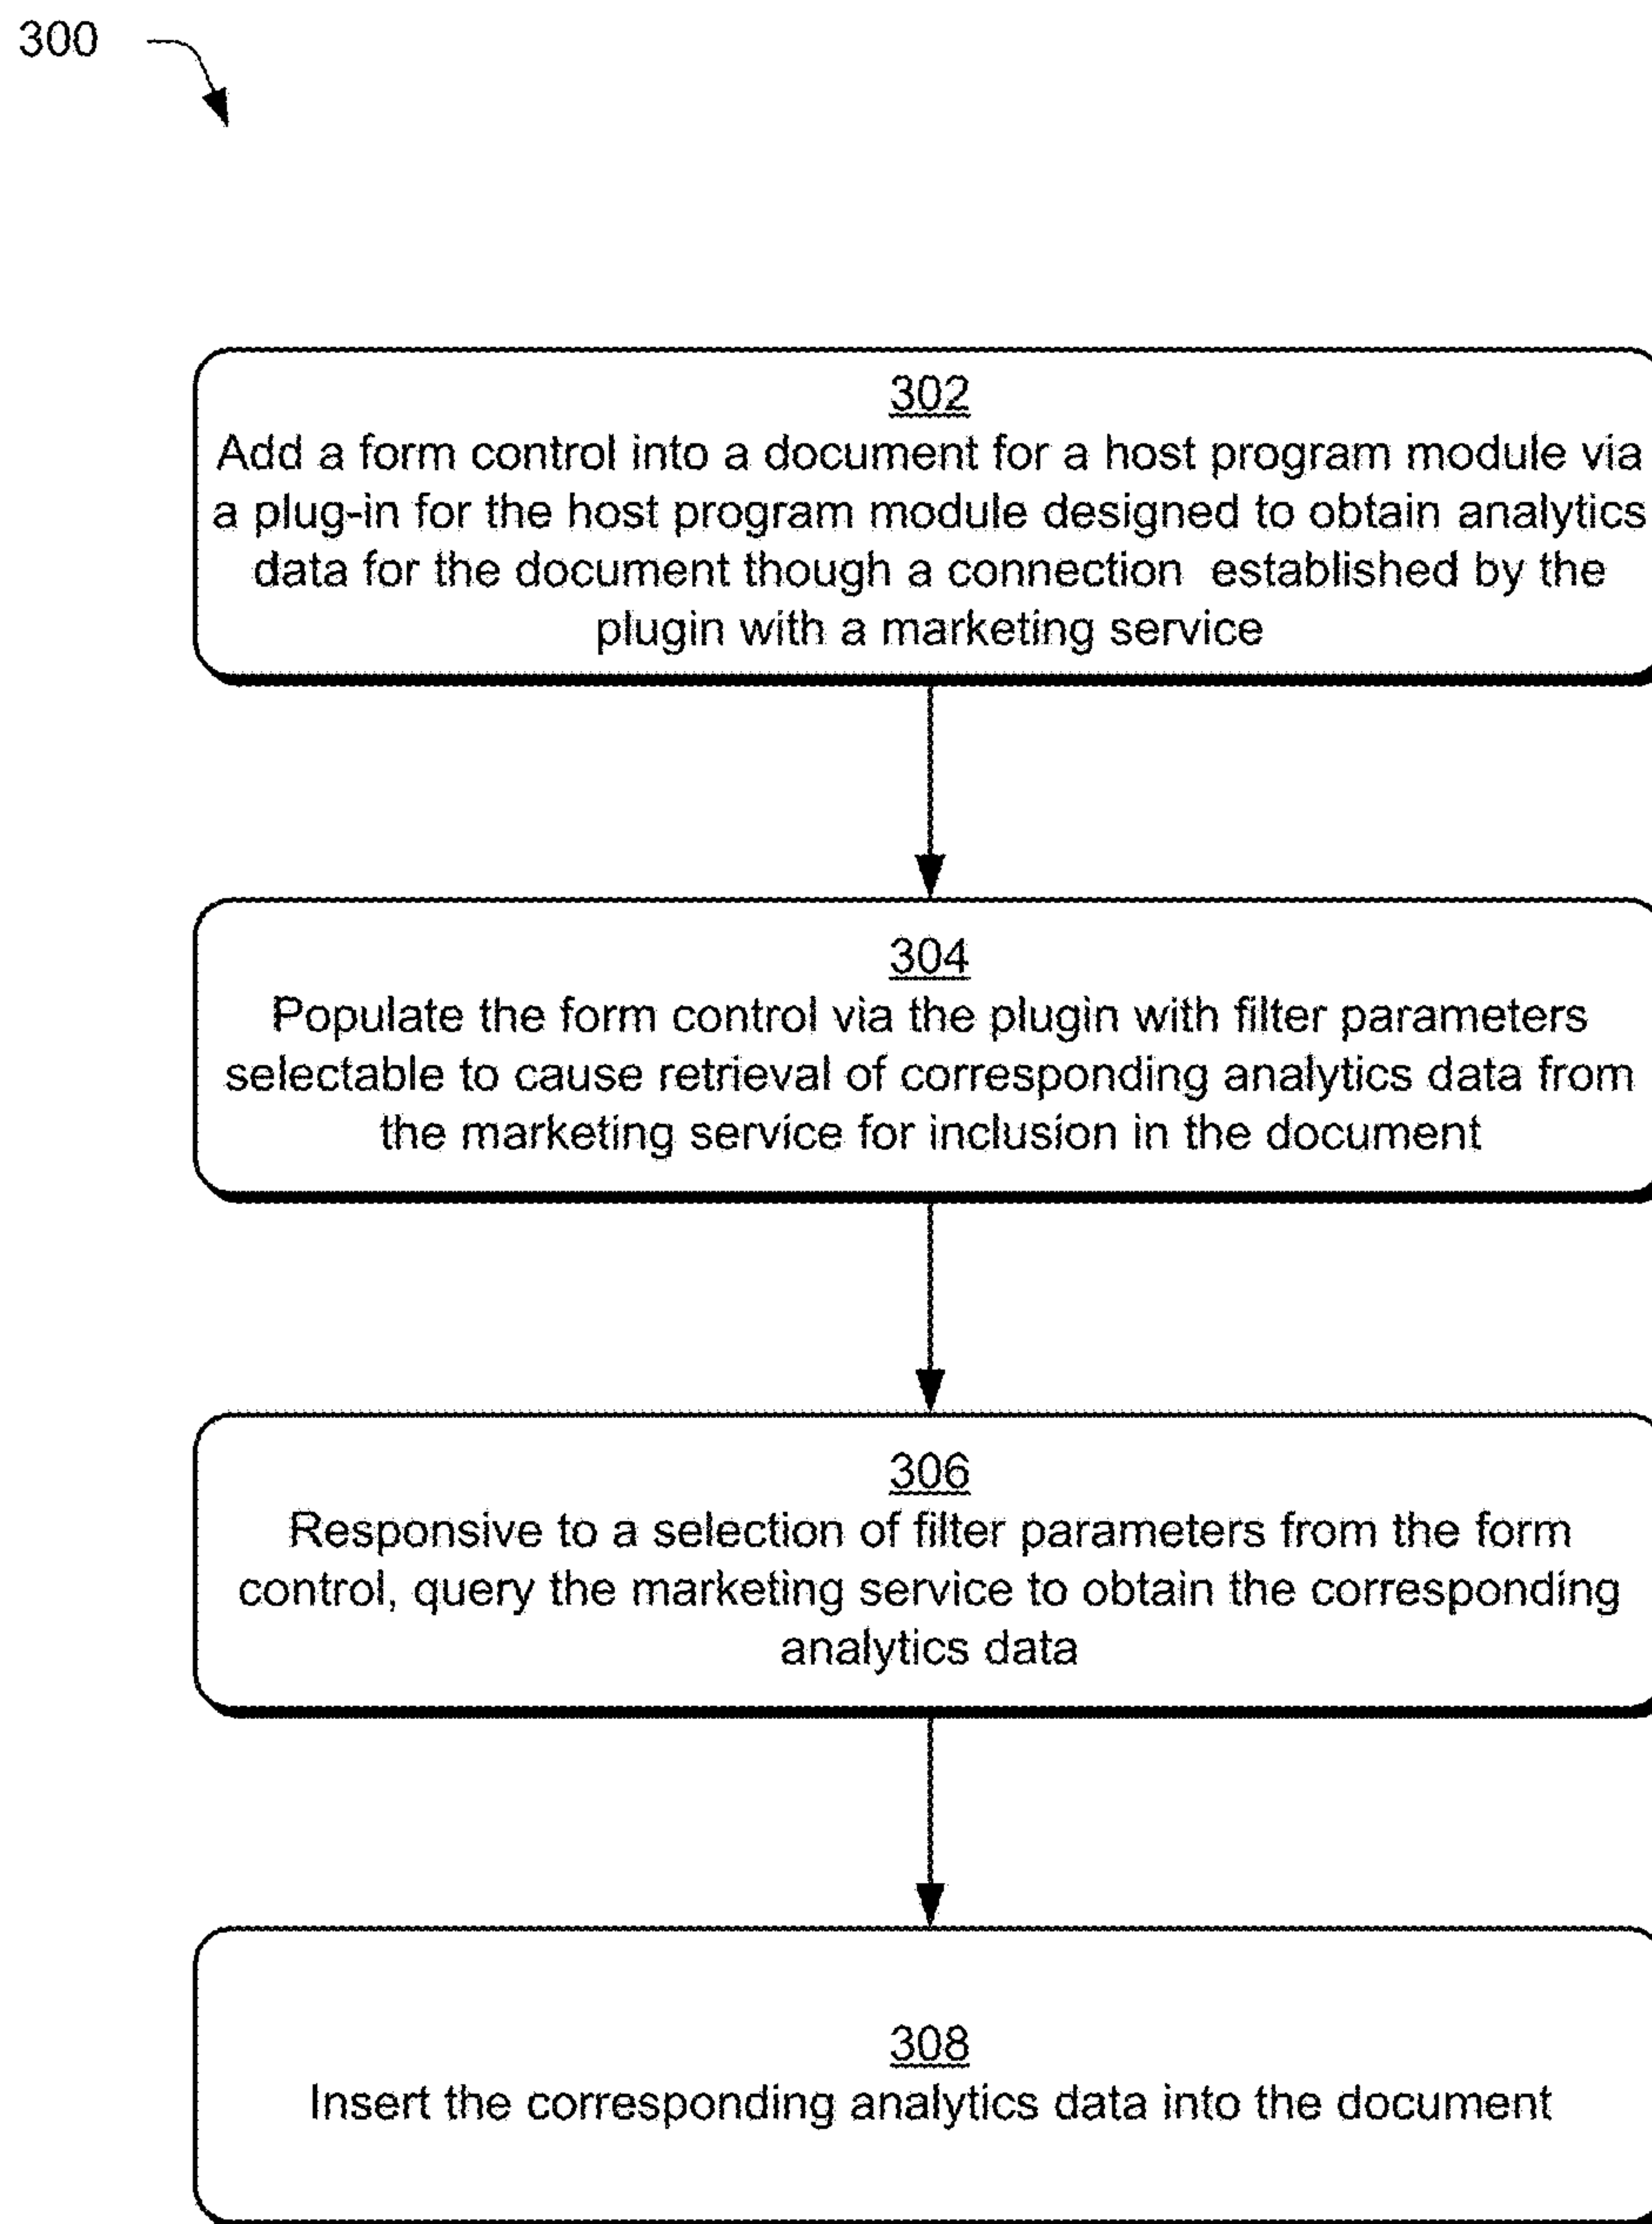 300
302
Add a form control into a document for a host program module via
a plug-in for the host program module designed to obtain analytics
data for the document though a connection established by the
plugin with a marketing service
304
Populate the form control via the plugin with filter parameters
selectable to cause retrieval of corresponding analytics data from
the marketing service for inclusion in the document
306
Responsive to a selection of filter parameters from the form
control, query the marketing service to obtain the corresponding
analytics data
308
Insert the corresponding analytics data into the document